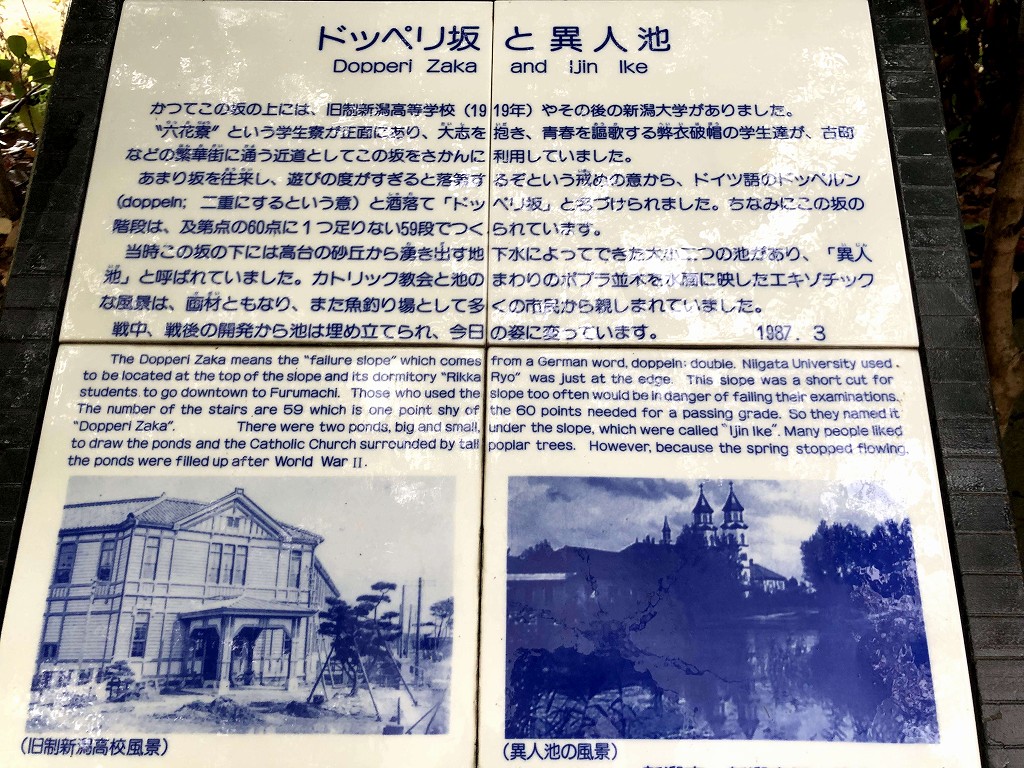 ドッペリ坂 と 異人池
Dopperi Zaka and Ijin Ike
かつてこの坂の上には、旧制新潟高等学校（1919年）やその後の新潟大学がありました。
“六花寮”という学生寮が正面にあり、大志を抱き、青春を謳歌する弊衣破帽の学生達が、古町
などの繁華街に通う近道としてこの坂をさかんに利用していました。
あまり坂を往来し、遊びの度がすぎると落第するぞという戒めの意から、ドイツ語のドッペルン
（doppeln; 二重にするという意）と洒落て「ドッペリ坂」と名づけられました。ちなみにこの坂の
階段は、及第点の60点に1つ足りない59段でつくられています。
当時この坂の下には高台の砂丘から湧き出す地下水によってできた大小二つの池があり、「異人
池」と呼ばれていました。カトリック教会と池のまわりのポプラ並木を水面に映したエキゾチック
な風景は、画材ともなり、また魚釣り場として多くの市民から親しまれていました。
戦中、戦後の開発から池は埋め立てられ、今日の姿に変っています。 1987. 3
The Dopperi Zaka means the "failure slope" which comes from a German word, doppeln: double. Niigata University used
to be located at the top of the slope and its dormitory "Rikka Ryo" was just at the edge. This slope was a short cut for
students to go downtown to Furumachi. Those who used the slope too often would be in danger of failing their examinations.
The number of the stairs are 59 which is one point shy of the 60 points needed for a passing grade. So they named it
"Dopperi Zaka". There were two ponds, big and small, under the slope, which were called "Ijin Ike". Many people liked
to draw the ponds and the Catholic Church surrounded by tall poplar trees. However, because the spring stopped flowing,
the ponds were filled up after World War II.
（旧制新潟高校風景）
（異人池の風景）